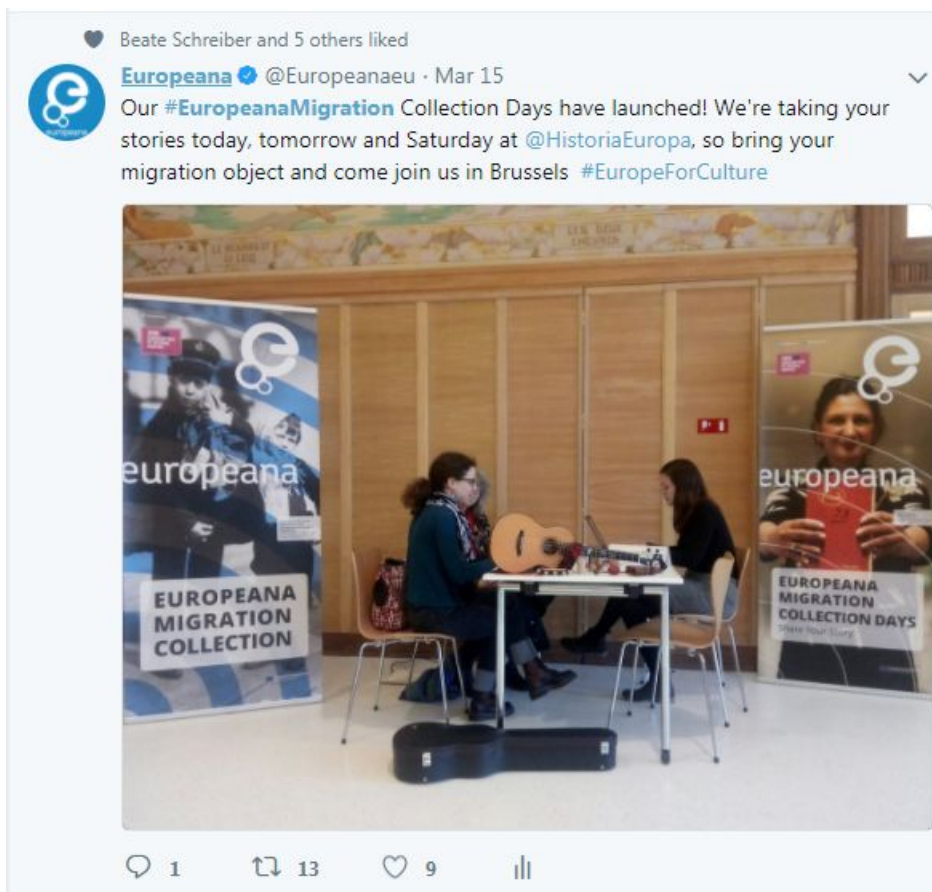 Beate Schreiber and 5 others liked
Europeana @Europeanaeu · Mar 15
Our #EuropeanaMigration Collection Days have launched! We're taking your
stories today, tomorrow and Saturday at @HistoriaEuropa, so bring your
migration object and come join us in Brussels #EuropeForCulture
europeana
europeana
europeana
EUROPEANA
MIGRATION
COLLECTION
EUROPEANA
MIGRATION
COLLECTION DAYS
Share Your Story
1 13 9